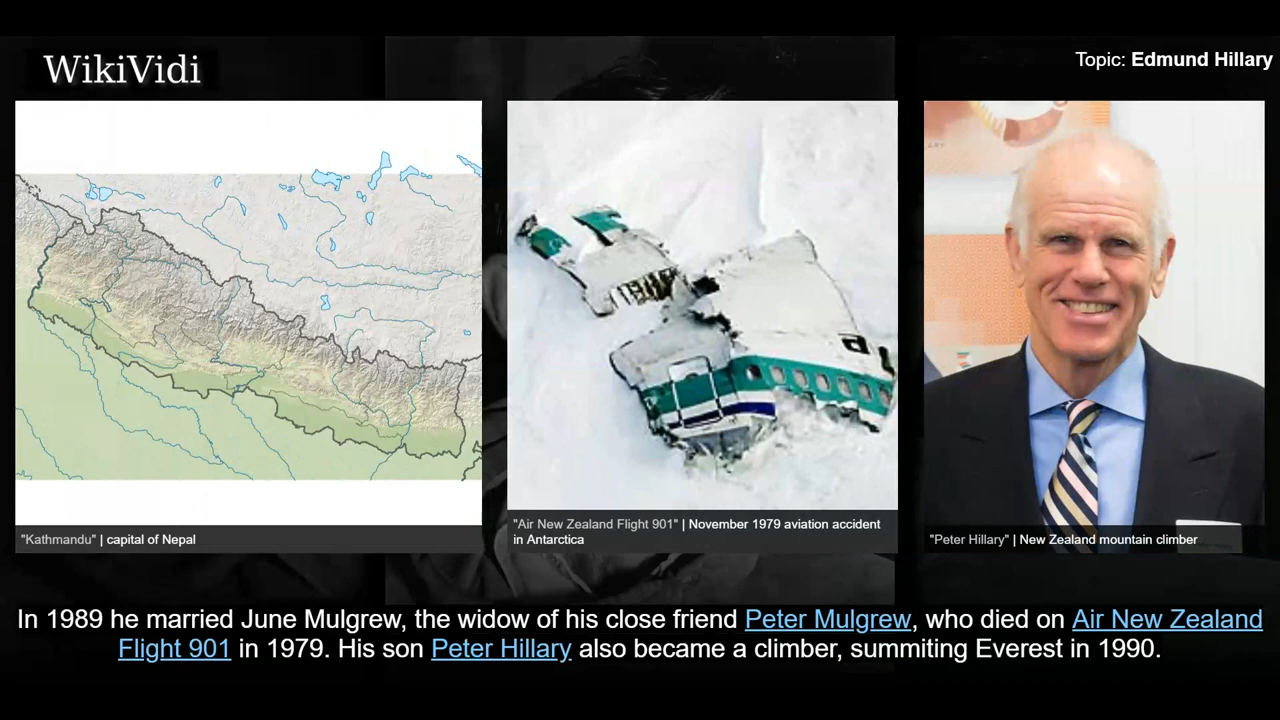 WikiVidi
Topic: Edmund Hillary
"Kathmandu" | capital of Nepal
"Air New Zealand Flight 901" | November 1979 aviation accident
in Antarctica
"Peter Hillary" | New Zealand mountain climber
In 1989 he married June Mulgrew, the widow of his close friend Peter Mulgrew, who died on Air New Zealand
Flight 901 in 1979. His son Peter Hillary also became a climber, summiting Everest in 1990.